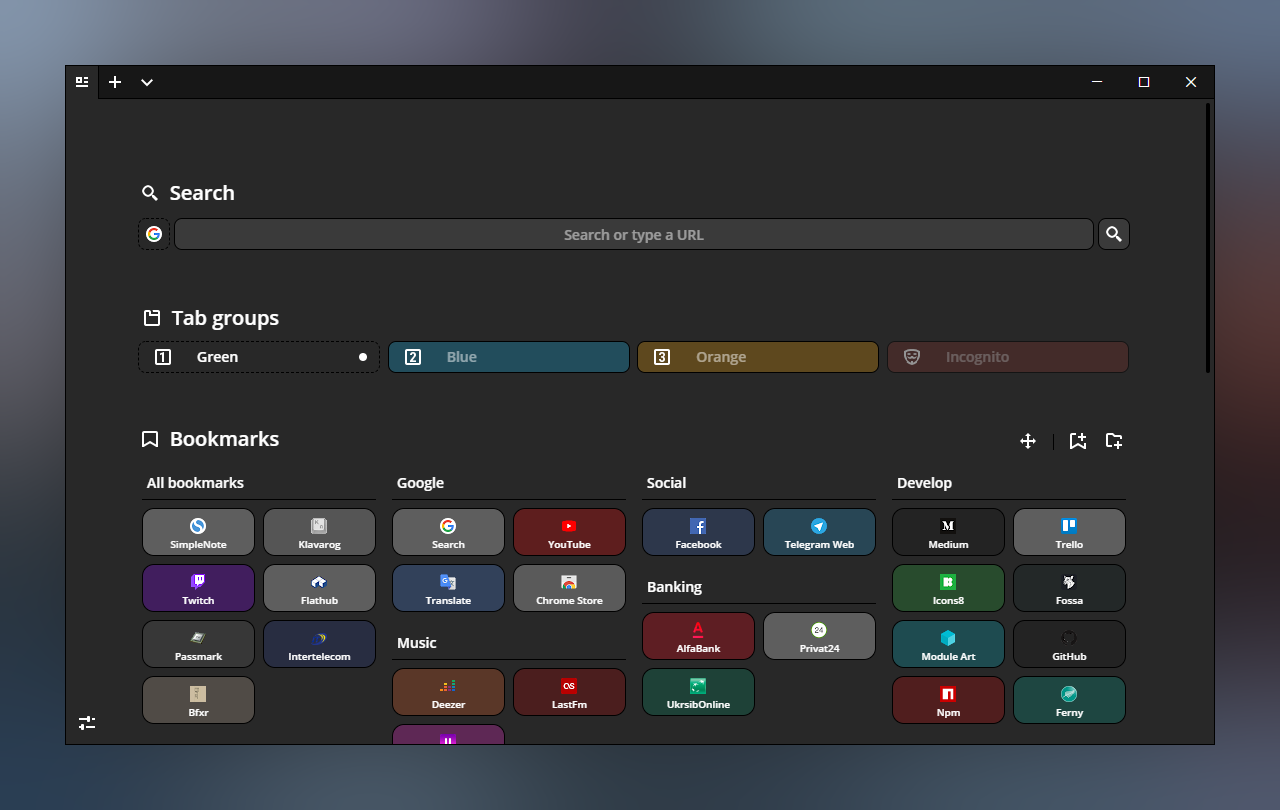 Search
Search or type a URL
Tab groups
1 Green
2 Blue
3 Orange
Incognito
Bookmarks
All bookmarks
SimpleNote
Klavarog
Twitch
Flathub
Passmark
Intertelecom
Bfxr
Google
Search
YouTube
Translate
Chrome Store
Music
Deezer
LastFm
Social
Facebook
Telegram Web
Banking
AlfaBank
24
Privat24
UkrsibOnline
Develop
Medium
Trello
Icons8
Fossa
Module Art
GitHub
Npm
Ferny